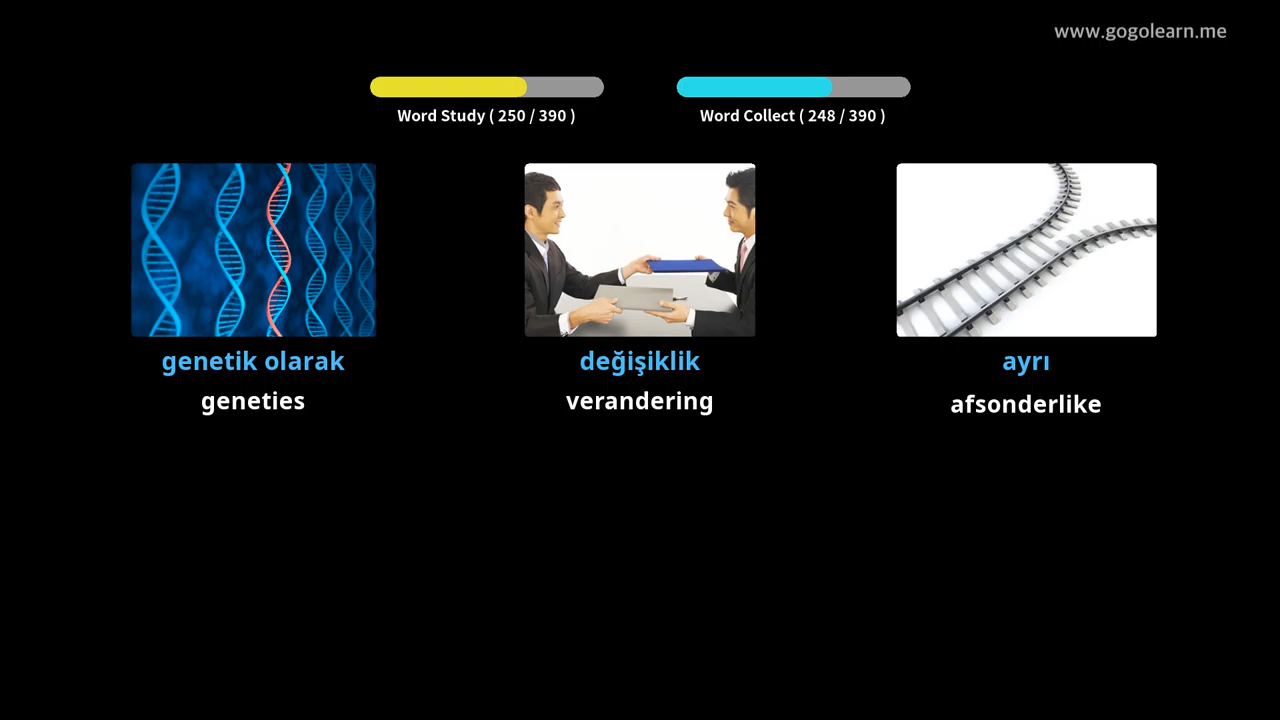 www.gogolearn.me
Word Study ( 250 / 390 )
Word Collect ( 248 / 390 )
genetik olarak
değişiklik
ayrı
geneties
verandering
afsonderlike